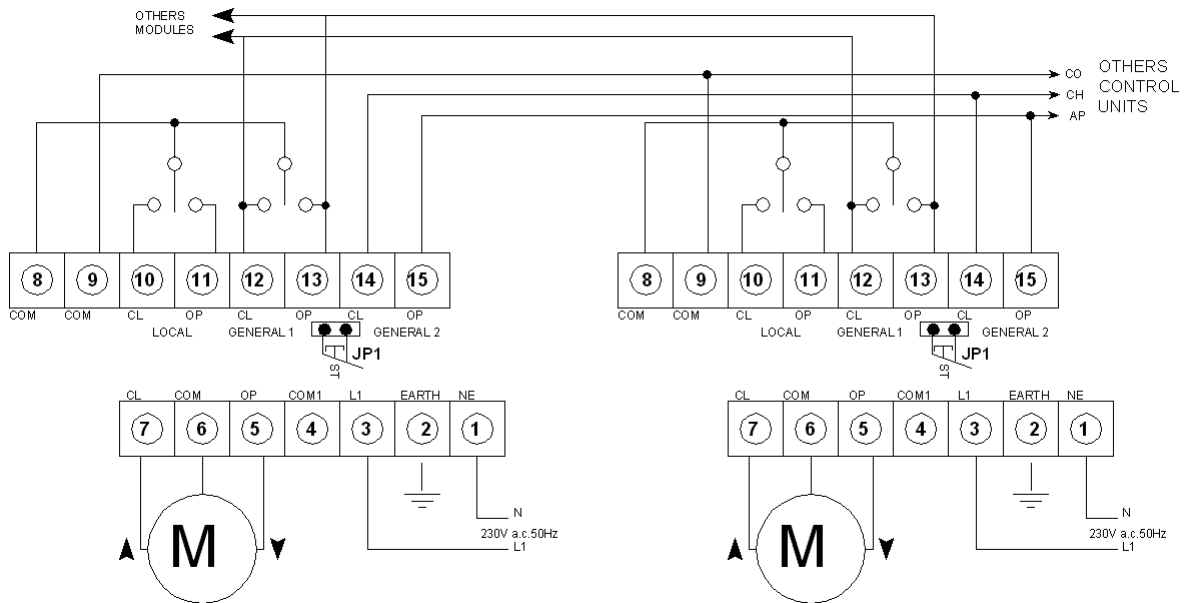 OTHERS
MODULES
CO
CH
AP
OTHERS
CONTROL
UNITS
8 9 10 11 12 13 14 15
COM COM CL OP CL OP CL OP
LOCAL GENERAL 1 GENERAL 2
JP1
ST
8 9 10 11 12 13 14 15
COM COM CL OP CL OP CL OP
LOCAL GENERAL 1 GENERAL 2
JP1
ST
CL COM OP COM1 L1 EARTH NE
7 6 5 4 3 2 1
M
N
230V a.c.50Hz
L1
CL COM OP COM1 L1 EARTH NE
7 6 5 4 3 2 1
M
N
230V a.c.50Hz
L1